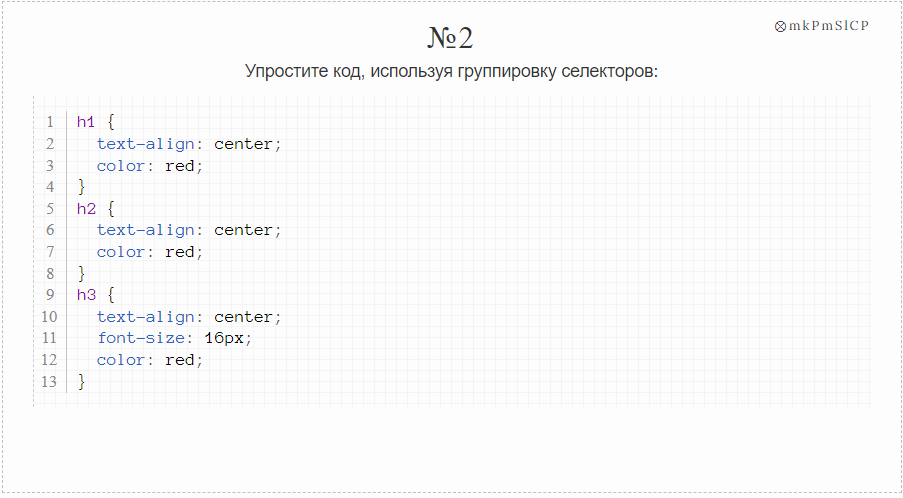 №2
⊗mkPmSlCP
Упростите код, используя группировку селекторов:
1 h1 {
2   text-align: center;
3   color: red;
4 }
5 h2 {
6   text-align: center;
7   color: red;
8 }
9 h3 {
10   text-align: center;
11   font-size: 16px;
12   color: red;
13 }